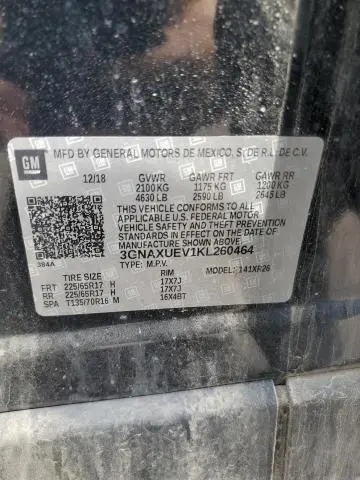 GM
MFD BY GENERAL MOTORS DE MEXICO, S. DE R.L. DE C.V.
12/18 GVWR GAWR FRT GAWR RR
2100 KG 1175 KG 1200 KG
4630 LB 2590 LB 2645 LB
THIS VEHICLE CONFORMS TO ALL
APPLICABLE U.S. FEDERAL MOTOR
VEHICLE SAFETY, BUMPER, AND THEFT
PREVENTION STANDARDS IN EFFECT ON
THE DATE OF MANUFACTURE SHOWN ABOVE.
3GNAXUEV1KL260464
384A TYPE: M.P.V. MODEL: 141XR26
TIRE SIZE RIM
FRT 225/65R17 H 17X7J
RR 225/65R17 H 17X7J
SPA T135/70R16 M 16X4BT